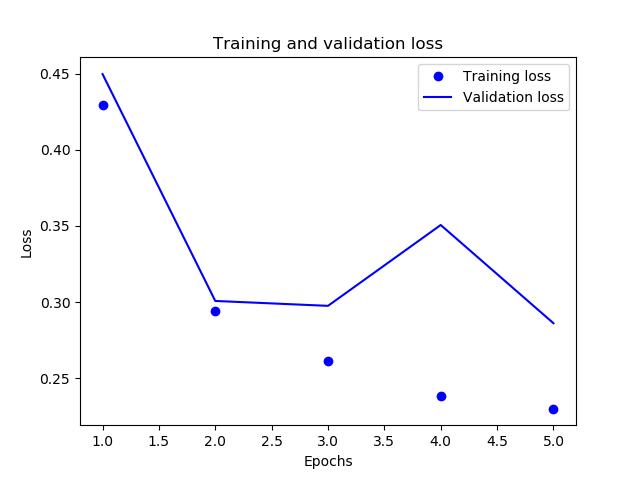 Training and validation loss
Training loss
Validation loss
0.45
0.40
0.35
0.30
0.25
Loss
1.0 1.5 2.0 2.5 3.0 3.5 4.0 4.5 5.0
Epochs